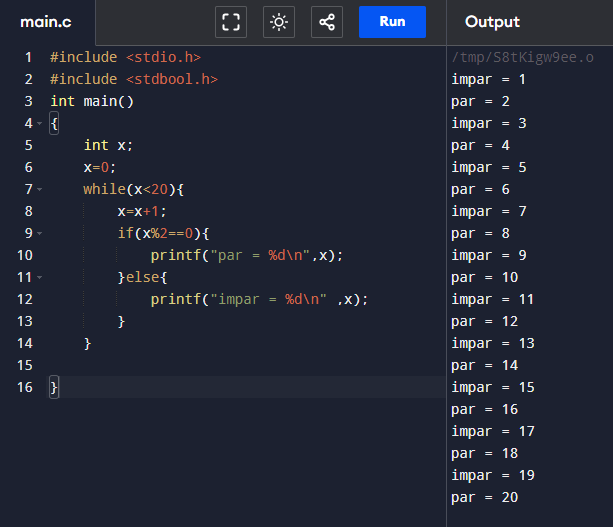 main.c
Run
Output
1 #include <stdio.h>
2 #include <stdbool.h>
3 int main()
4 {
5     int x;
6     x=0;
7     while(x<20){
8         x=x+1;
9         if(x%2==0){
10             printf("par = %d\n",x);
11         }else{
12             printf("impar = %d\n" ,x);
13         }
14     }
15
16 }
/tmp/S8tKigw9ee.o
impar = 1
par = 2
impar = 3
par = 4
impar = 5
par = 6
impar = 7
par = 8
impar = 9
par = 10
impar = 11
par = 12
impar = 13
par = 14
impar = 15
par = 16
impar = 17
par = 18
impar = 19
par = 20